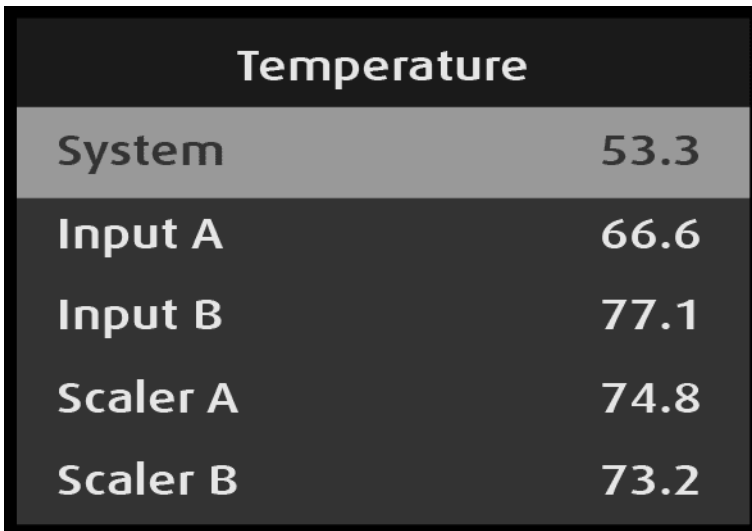 Temperature
System 53.3
Input A 66.6
Input B 77.1
Scaler A 74.8
Scaler B 73.2